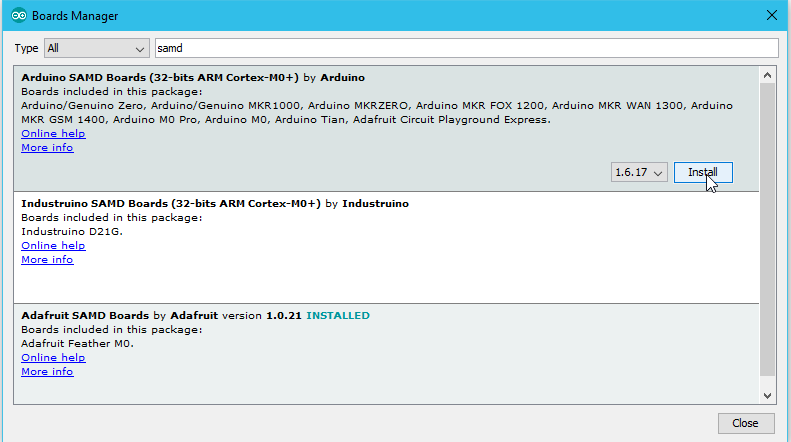 Boards Manager
Type All samd
Arduino SAMD Boards (32-bits ARM Cortex-M0+) by Arduino
Boards included in this package:
Arduino/Genuino Zero, Arduino/Genuino MKR1000, Arduino MKRZERO, Arduino MKR FOX 1200, Arduino MKR WAN 1300, Arduino
MKR GSM 1400, Arduino M0 Pro, Arduino M0, Arduino Tian, Adafruit Circuit Playground Express.
Online help
More info
1.6.17 Install
Industruino SAMD Boards (32-bits ARM Cortex-M0+) by Industruino
Boards included in this package:
Industruino D21G.
Online help
More info
Adafruit SAMD Boards by Adafruit version 1.0.21 INSTALLED
Boards included in this package:
Adafruit Feather M0.
Online help
More info
Close